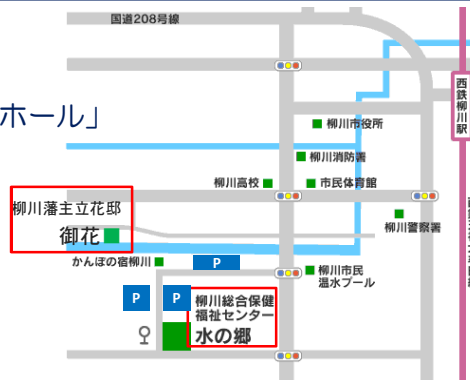 国道208号線
西鉄柳川駅
ホール」
柳川市役所
柳川消防署
柳川高校
市民体育館
柳川藩主立花邸
御花
柳川警察署
かんぽの宿柳川
P
柳川市民
温水プール
P
P
柳川総合保健
福祉センター
水の郷